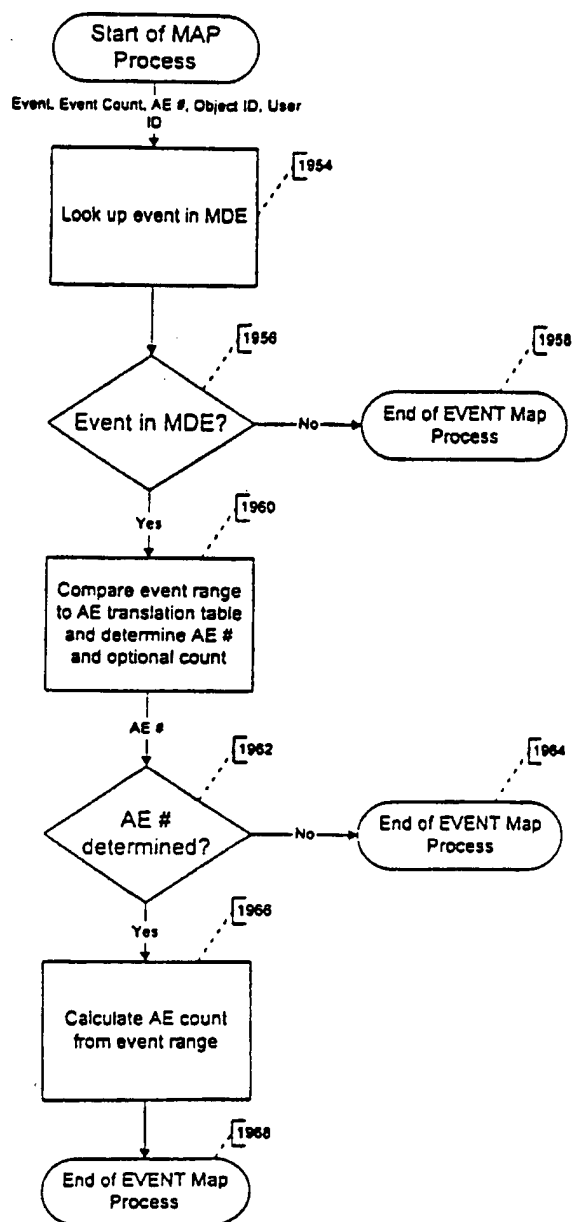 Start of MAP
Process
Event, Event Count, AE #, Object ID, User
ID
1954
Look up event in MDE
1956
1958
Event in MDE?
No
End of EVENT Map
Process
Yes
1960
Compare event range
to AE translation table
and determine AE #
and optional count
AE #
1962
1964
AE #
determined?
No
End of EVENT Map
Process
Yes
1966
Calculate AE count
from event range
1968
End of EVENT Map
Process